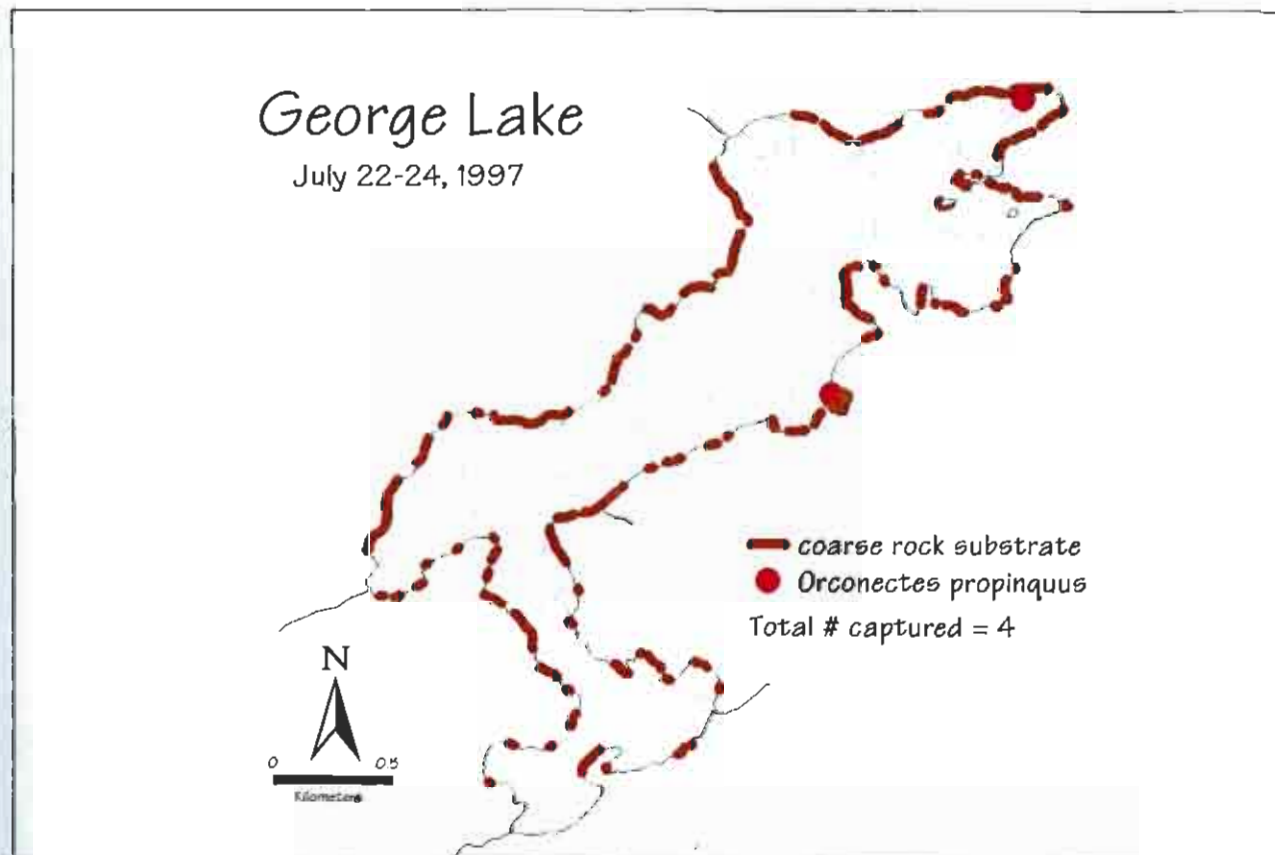 George Lake
July 22-24, 1997
coarse rock substrate
Orconectes propinquus
Total # captured = 4
N
0 0.5
Kilometers